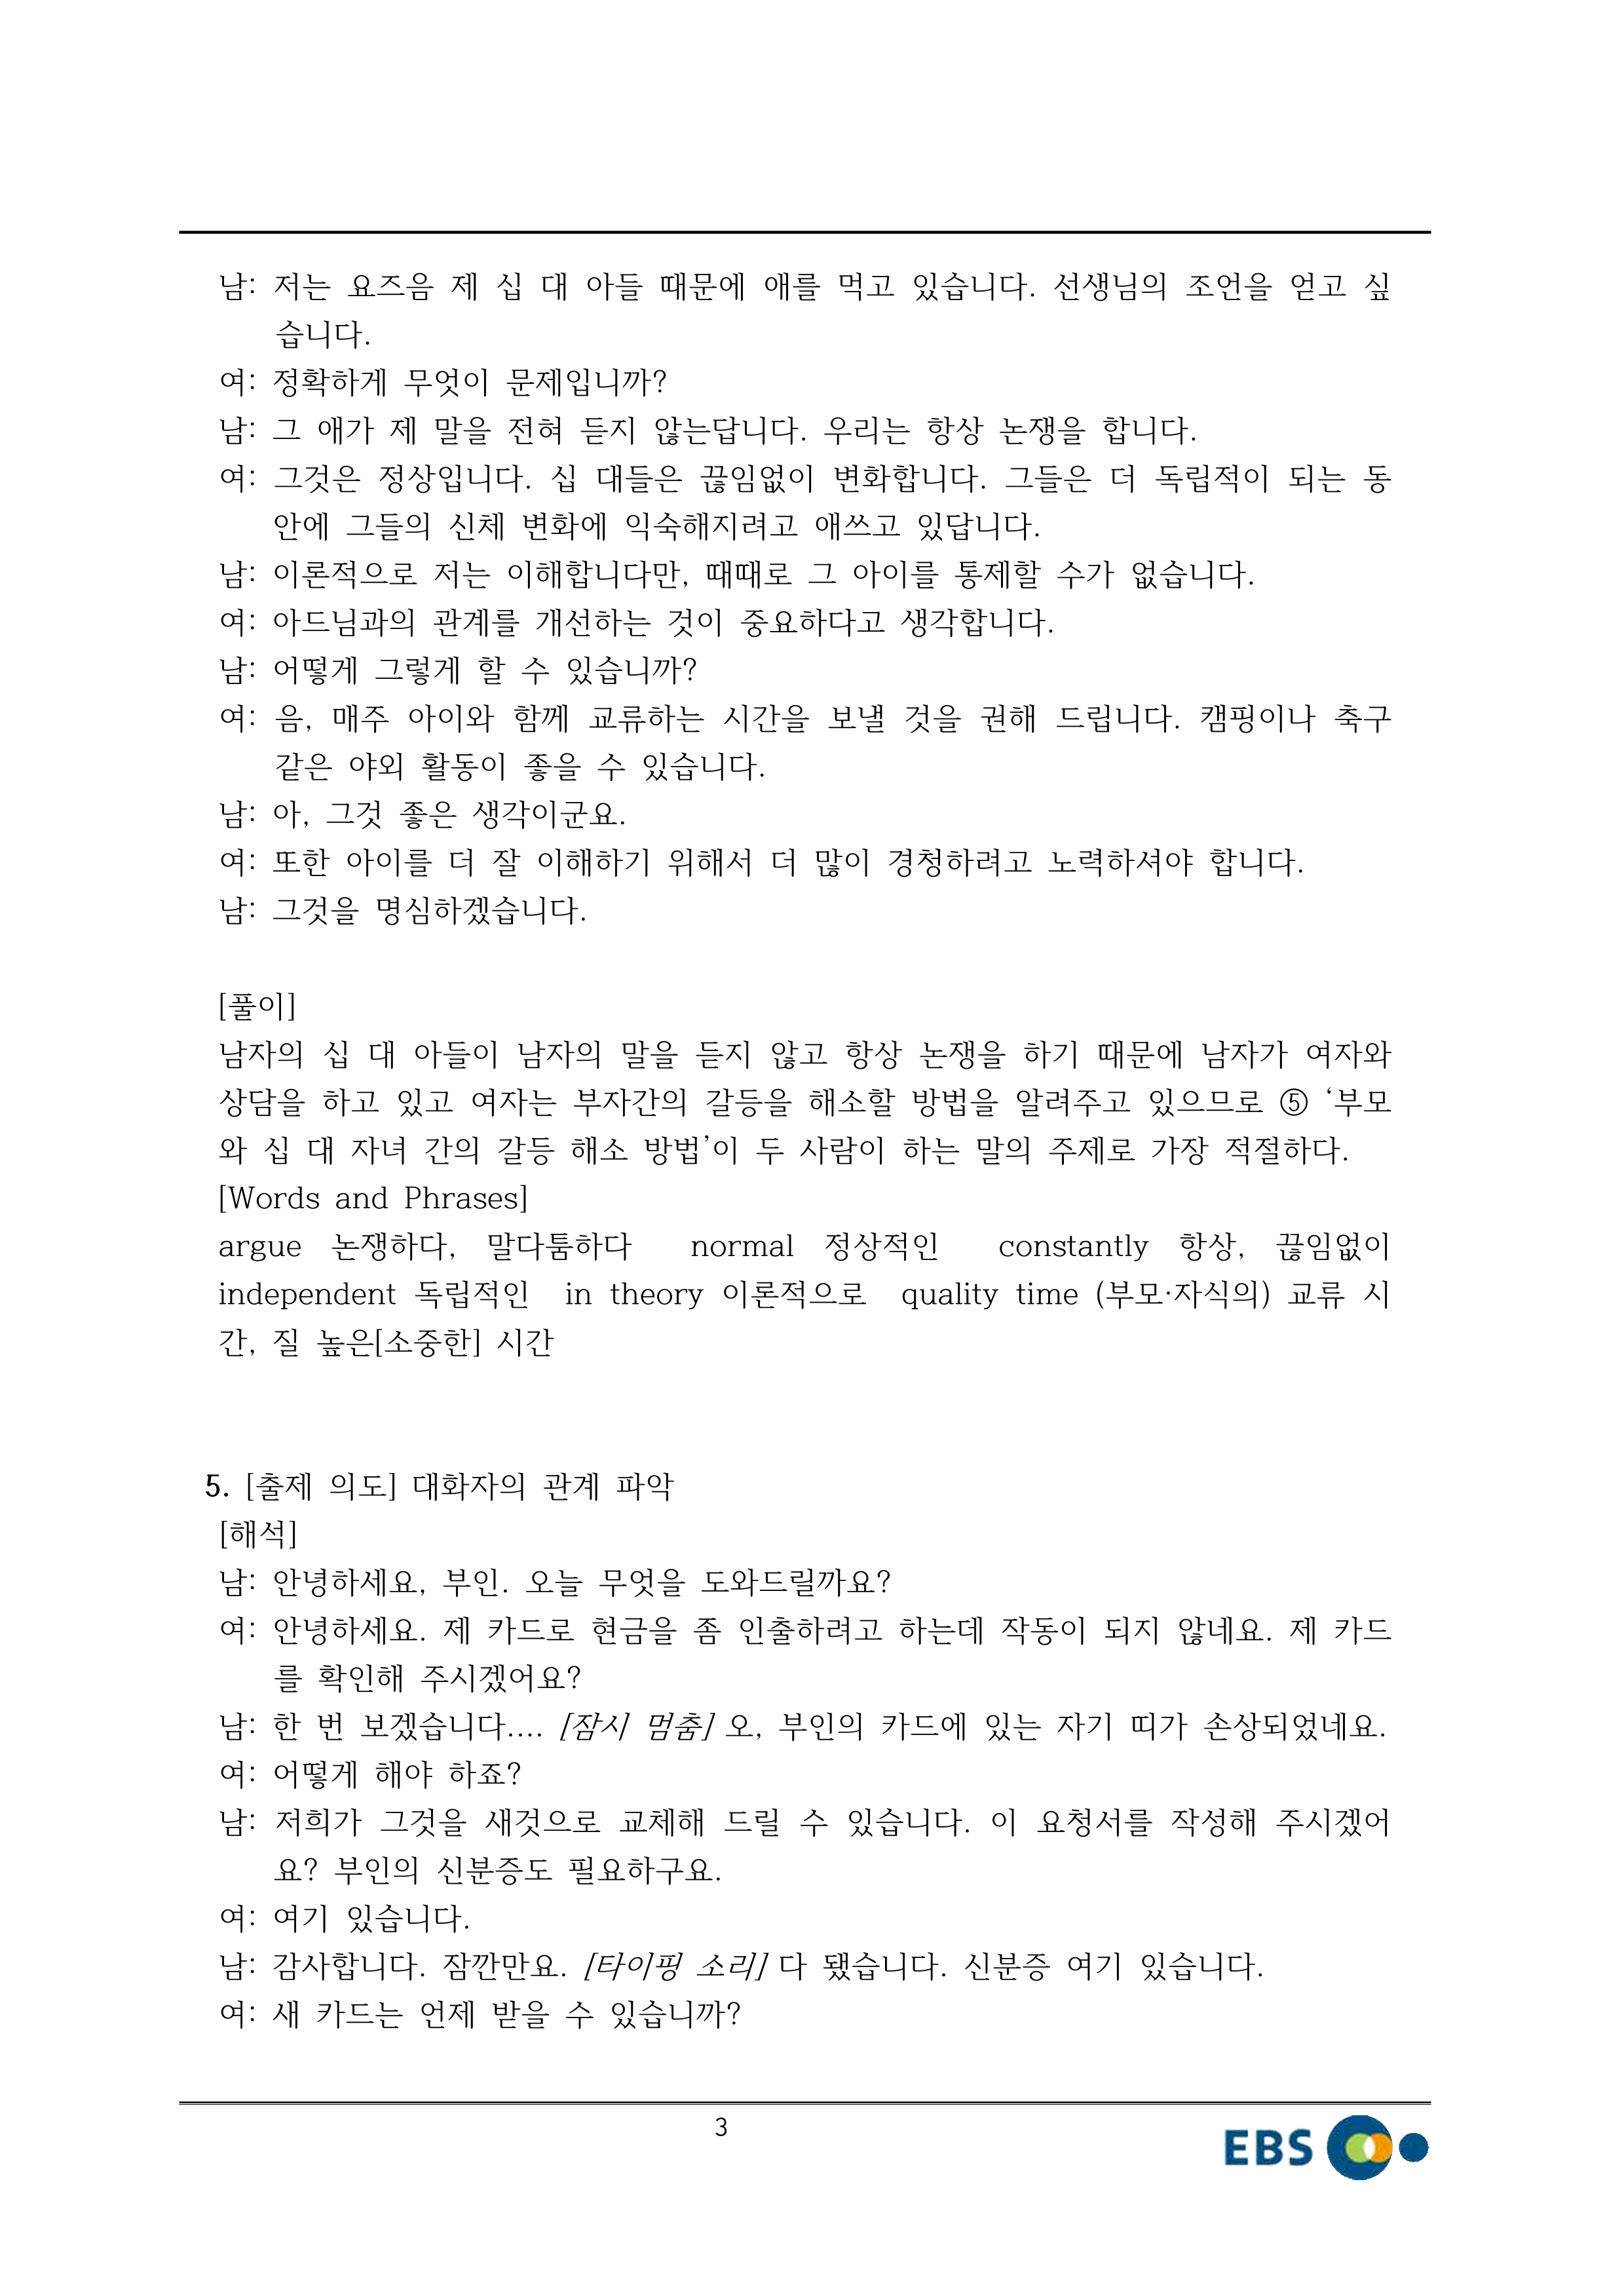 남: 저는 요즈음 제 십 대 아들 때문에 애를 먹고 있습니다. 선생님의 조언을 얻고 싶
습니다.
여: 정확하게 무엇이 문제입니까?
남: 그 애가 제 말을 전혀 듣지 않는답니다. 우리는 항상 논쟁을 합니다.
여: 그것은 정상입니다. 십 대들은 끊임없이 변화합니다. 그들은 더 독립적이 되는 동
안에 그들의 신체 변화에 익숙해지려고 애쓰고 있답니다.
남: 이론적으로 저는 이해합니다만, 때때로 그 아이를 통제할 수가 없습니다.
여: 아드님과의 관계를 개선하는 것이 중요하다고 생각합니다.
남: 어떻게 그렇게 할 수 있습니까?
여: 음, 매주 아이와 함께 교류하는 시간을 보낼 것을 권해 드립니다. 캠핑이나 축구
같은 야외 활동이 좋을 수 있습니다.
남: 아, 그것 좋은 생각이군요.
여: 또한 아이를 더 잘 이해하기 위해서 더 많이 경청하려고 노력하셔야 합니다.
남: 그것을 명심하겠습니다.
[풀이]
남자의 십 대 아들이 남자의 말을 듣지 않고 항상 논쟁을 하기 때문에 남자가 여자와
상담을 하고 있고 여자는 부자간의 갈등을 해소할 방법을 알려주고 있으므로 ⑤ ‘부모
와 십 대 자녀 간의 갈등 해소 방법’이 두 사람이 하는 말의 주제로 가장 적절하다.
[Words and Phrases]
argue 논쟁하다, 말다툼하다 normal 정상적인 constantly 항상, 끊임없이
independent 독립적인 in theory 이론적으로 quality time (부모·자식의) 교류 시
간, 질 높은[소중한] 시간
5. [출제 의도] 대화자의 관계 파악
[해석]
남: 안녕하세요, 부인. 오늘 무엇을 도와드릴까요?
여: 안녕하세요. 제 카드로 현금을 좀 인출하려고 하는데 작동이 되지 않네요. 제 카드
를 확인해 주시겠어요?
남: 한 번 보겠습니다.... [잠시 멈춤] 오, 부인의 카드에 있는 자기 띠가 손상되었네요.
여: 어떻게 해야 하죠?
남: 저희가 그것을 새것으로 교체해 드릴 수 있습니다. 이 요청서를 작성해 주시겠어
요? 부인의 신분증도 필요하구요.
여: 여기 있습니다.
남: 감사합니다. 잠깐만요. [타이핑 소리] 다 됐습니다. 신분증 여기 있습니다.
여: 새 카드는 언제 받을 수 있습니까?
3
EBS